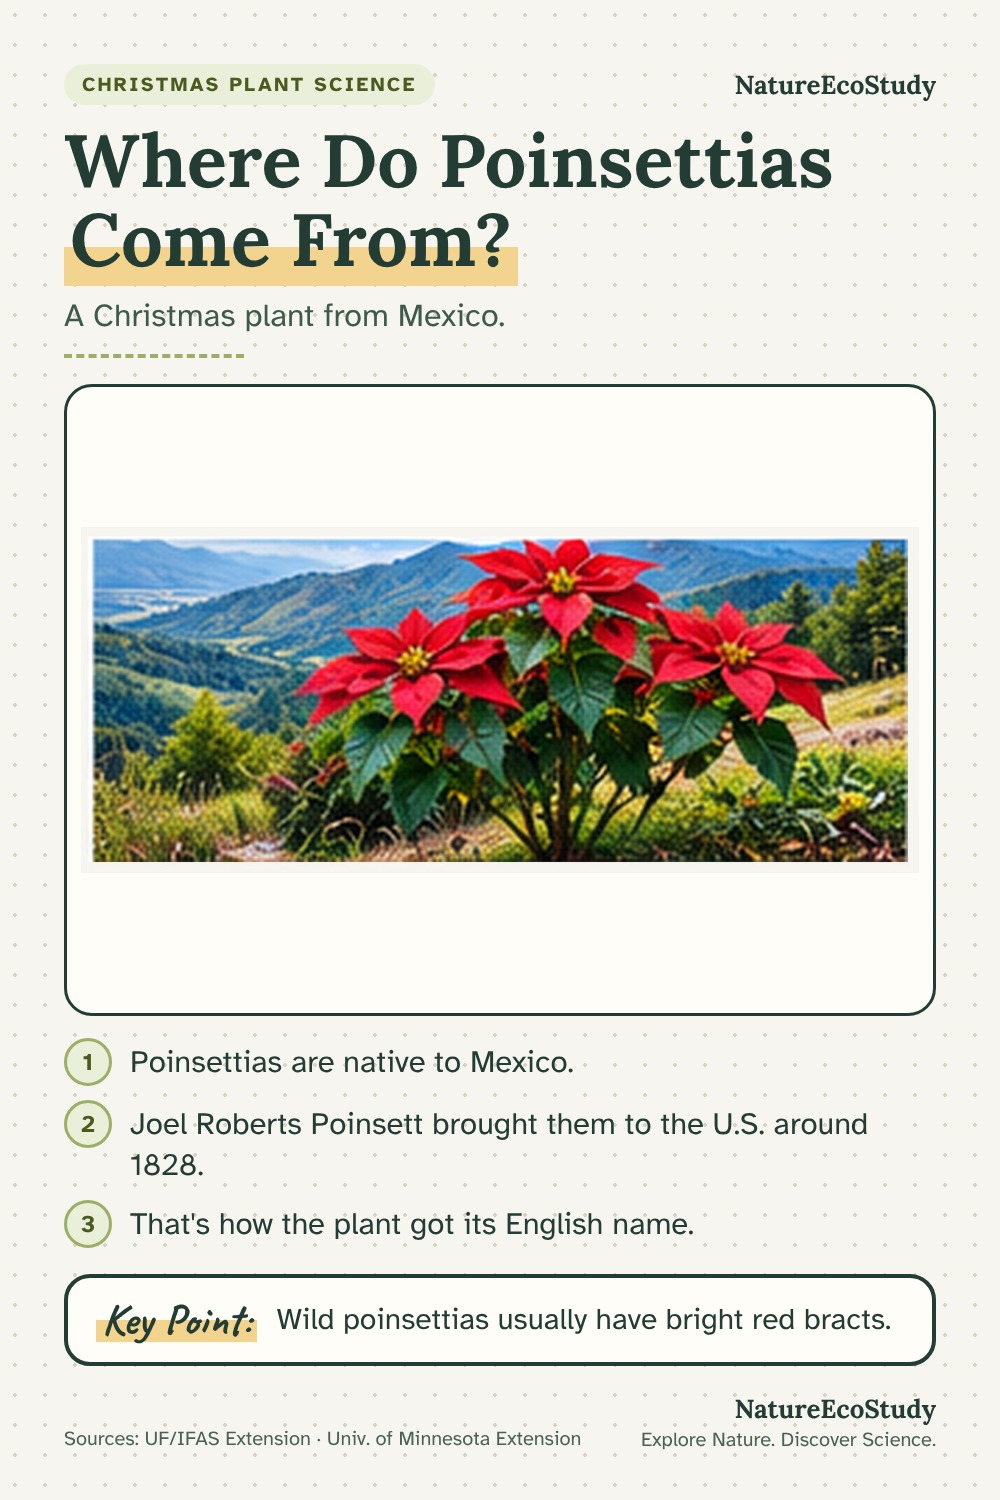 CHRISTMAS PLANT SCIENCE
NatureEcoStudy
Where Do Poinsettias
Come From?
A Christmas plant from Mexico.
1 Poinsettias are native to Mexico.
2 Joel Roberts Poinsett brought them to the U.S. around
1828.
3 That's how the plant got its English name.
Key Point: Wild poinsettias usually have bright red bracts.
NatureEcoStudy
Sources: UF/IFAS Extension · Univ. of Minnesota Extension
Explore Nature. Discover Science.